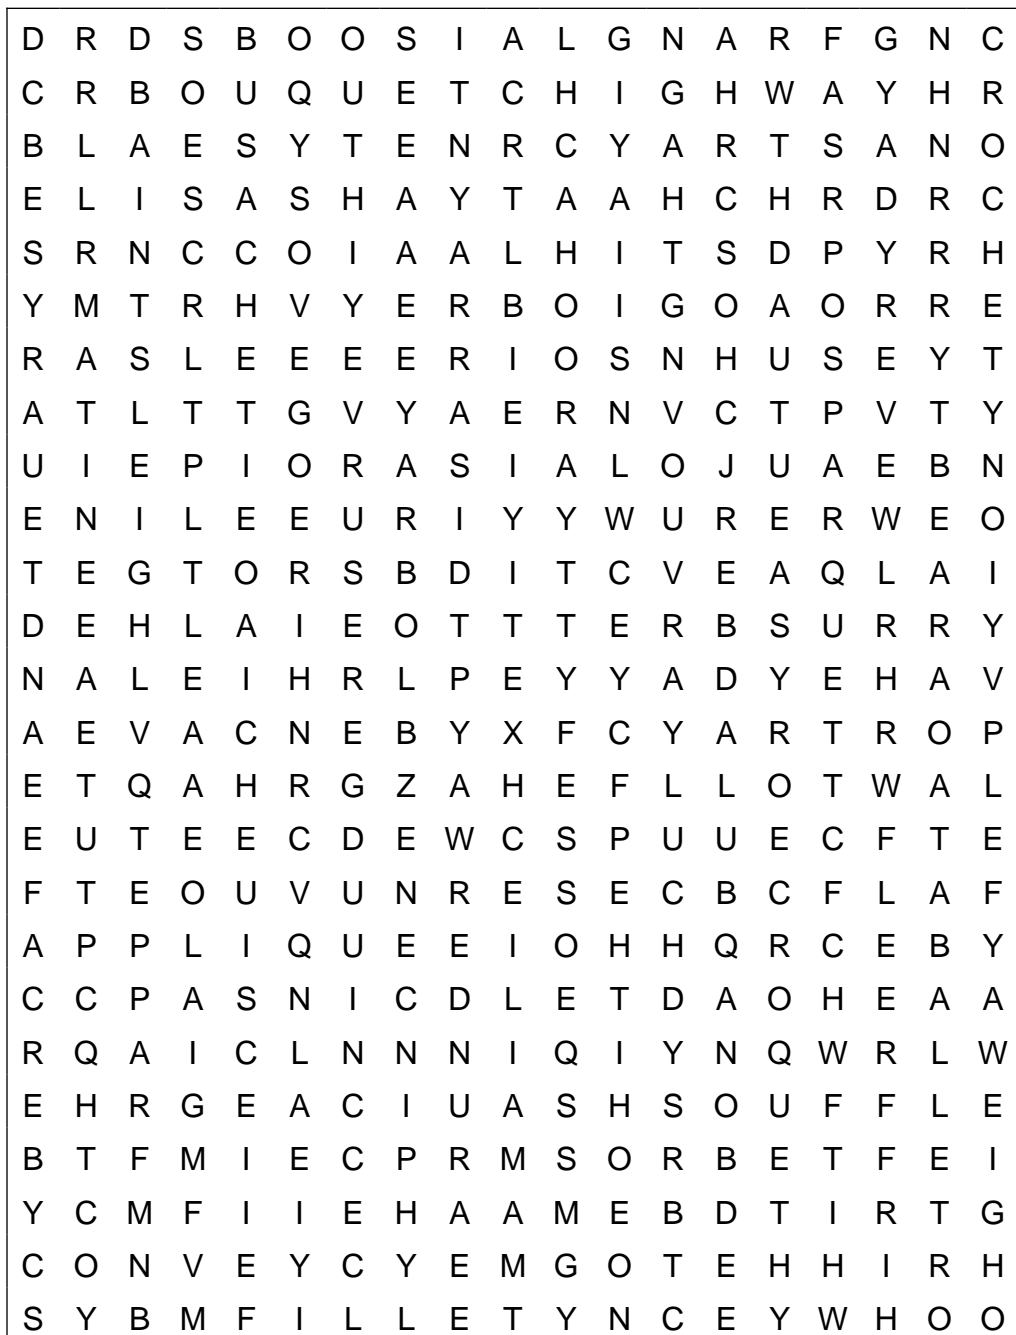 D R D S B O O S I A L G N A R F G N C
C R B O U Q U E T C H I G H W A Y H R
B L A E S Y T E N R C Y A R T S A N O
E L I S A S H A Y T A A H C H R D R C
S R N C C O I A A L H I T S D P Y R H
Y M T R H V Y E R B O I G O A O R R E
R A S L E E E E R I O S N H U S E Y T
A T L T T G V Y A E R N V C T P V T Y
U I E P I O R A S I A L O J U A E B N
E N I L E E U R I Y Y W U R E R W E O
T E G T O R S B D I T C V E A Q L A I
D E H L A I E O T T T E R B S U R R Y
N A L E I H R L P E Y Y A D Y E H A V
A E V A C N E B Y X F C Y A R T R O P
E T Q A H R G Z A H E F L L O T W A L
E U T E E C D E W C S P U U E C F T E
F T E O U V U N R E S E C B C F L A F
A P P L I Q U E E I O H H Q R C E B Y
C C P A S N I C D L E T D A O H E A A
R Q A I C L N N N I Q I Y N Q W R L W
E H R G E A C I U A S H S O U F F L E
B T F M I E C P R M S O R B E T F E I
Y C M F I I E H A A M E B D T I R T G
C O N V E Y C Y E M G O T E H H I R H
S Y B M F I L L E T Y N C E Y W H O O